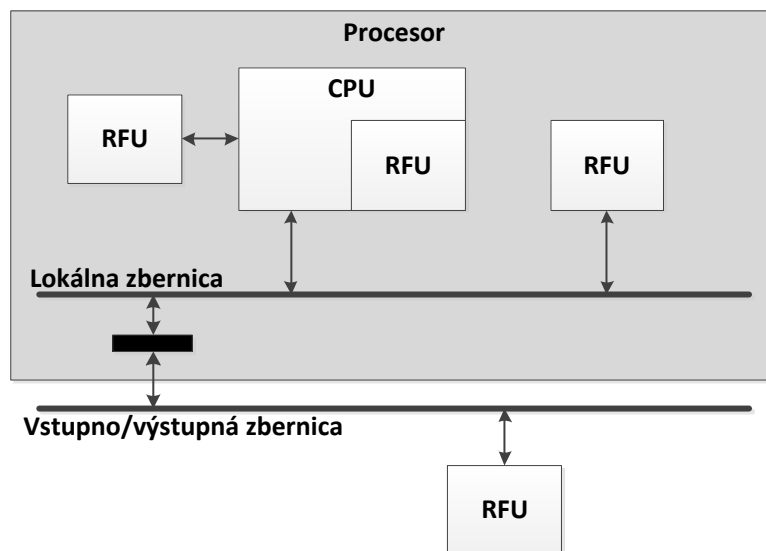 Procesor
CPU
RFU
RFU
RFU
Lokálna zbernica
Vstupno/výstupná zbernica
RFU